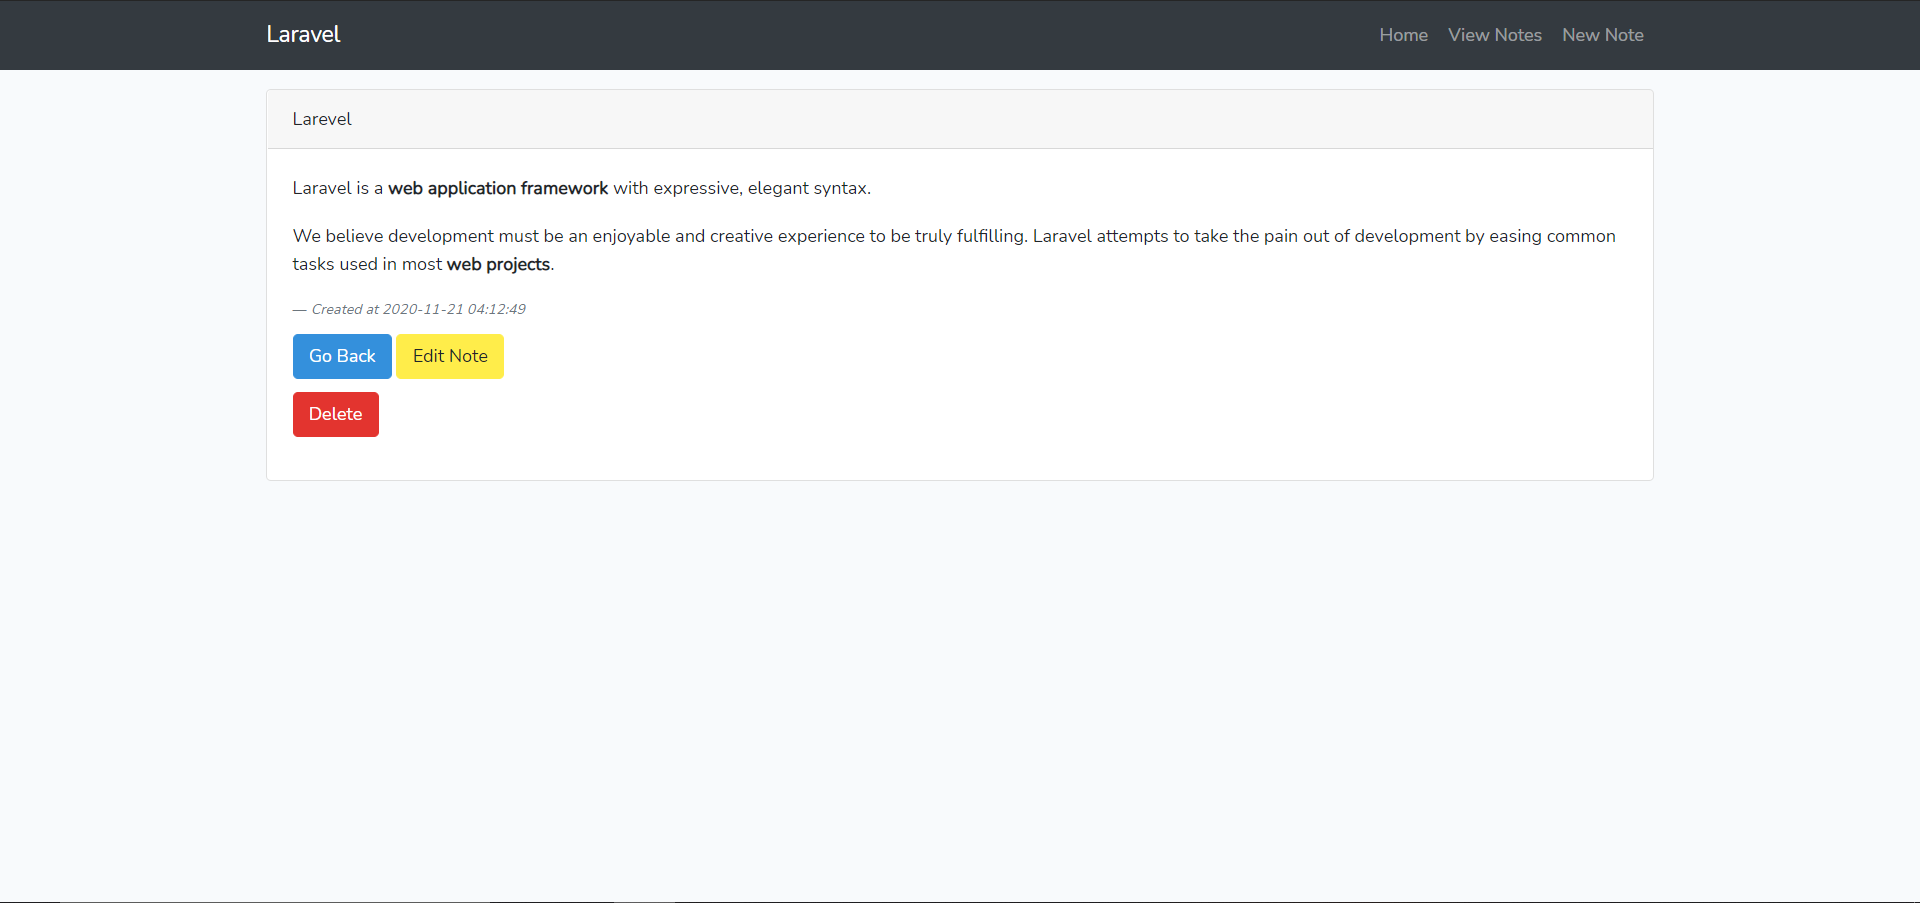 Laravel
Home View Notes New Note
Larevel
Laravel is a web application framework with expressive, elegant syntax.
We believe development must be an enjoyable and creative experience to be truly fulfilling. Laravel attempts to take the pain out of development by easing common
tasks used in most web projects.
— Created at 2020-11-21 04:12:49
Go Back Edit Note
Delete